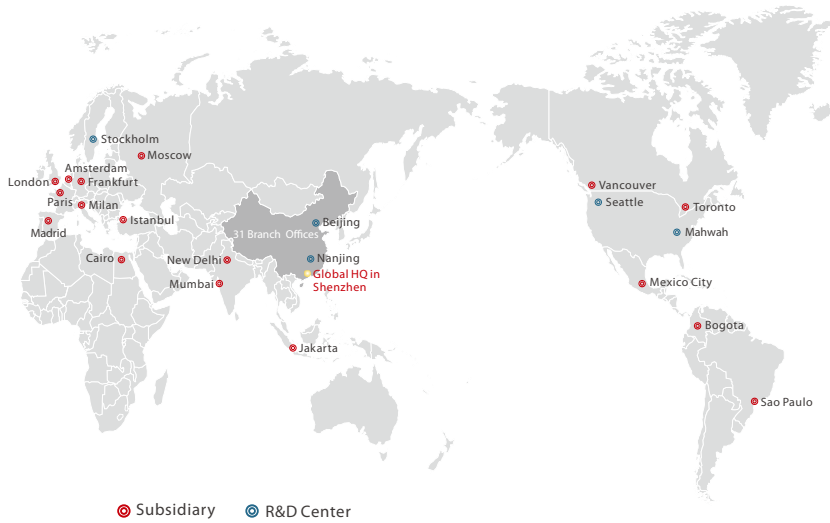 Stockholm
Moscow
Amsterdam
London
Frankfurt
Paris
Milan
Madrid
Istanbul
Cairo
New Delhi
Mumbai
31 Branch Offices
Beijing
Nanjing
Global HQ in
Shenzhen
Jakarta
Vancouver
Seattle
Toronto
Mahwah
Mexico City
Bogota
Sao Paulo
Subsidiary
R&D Center